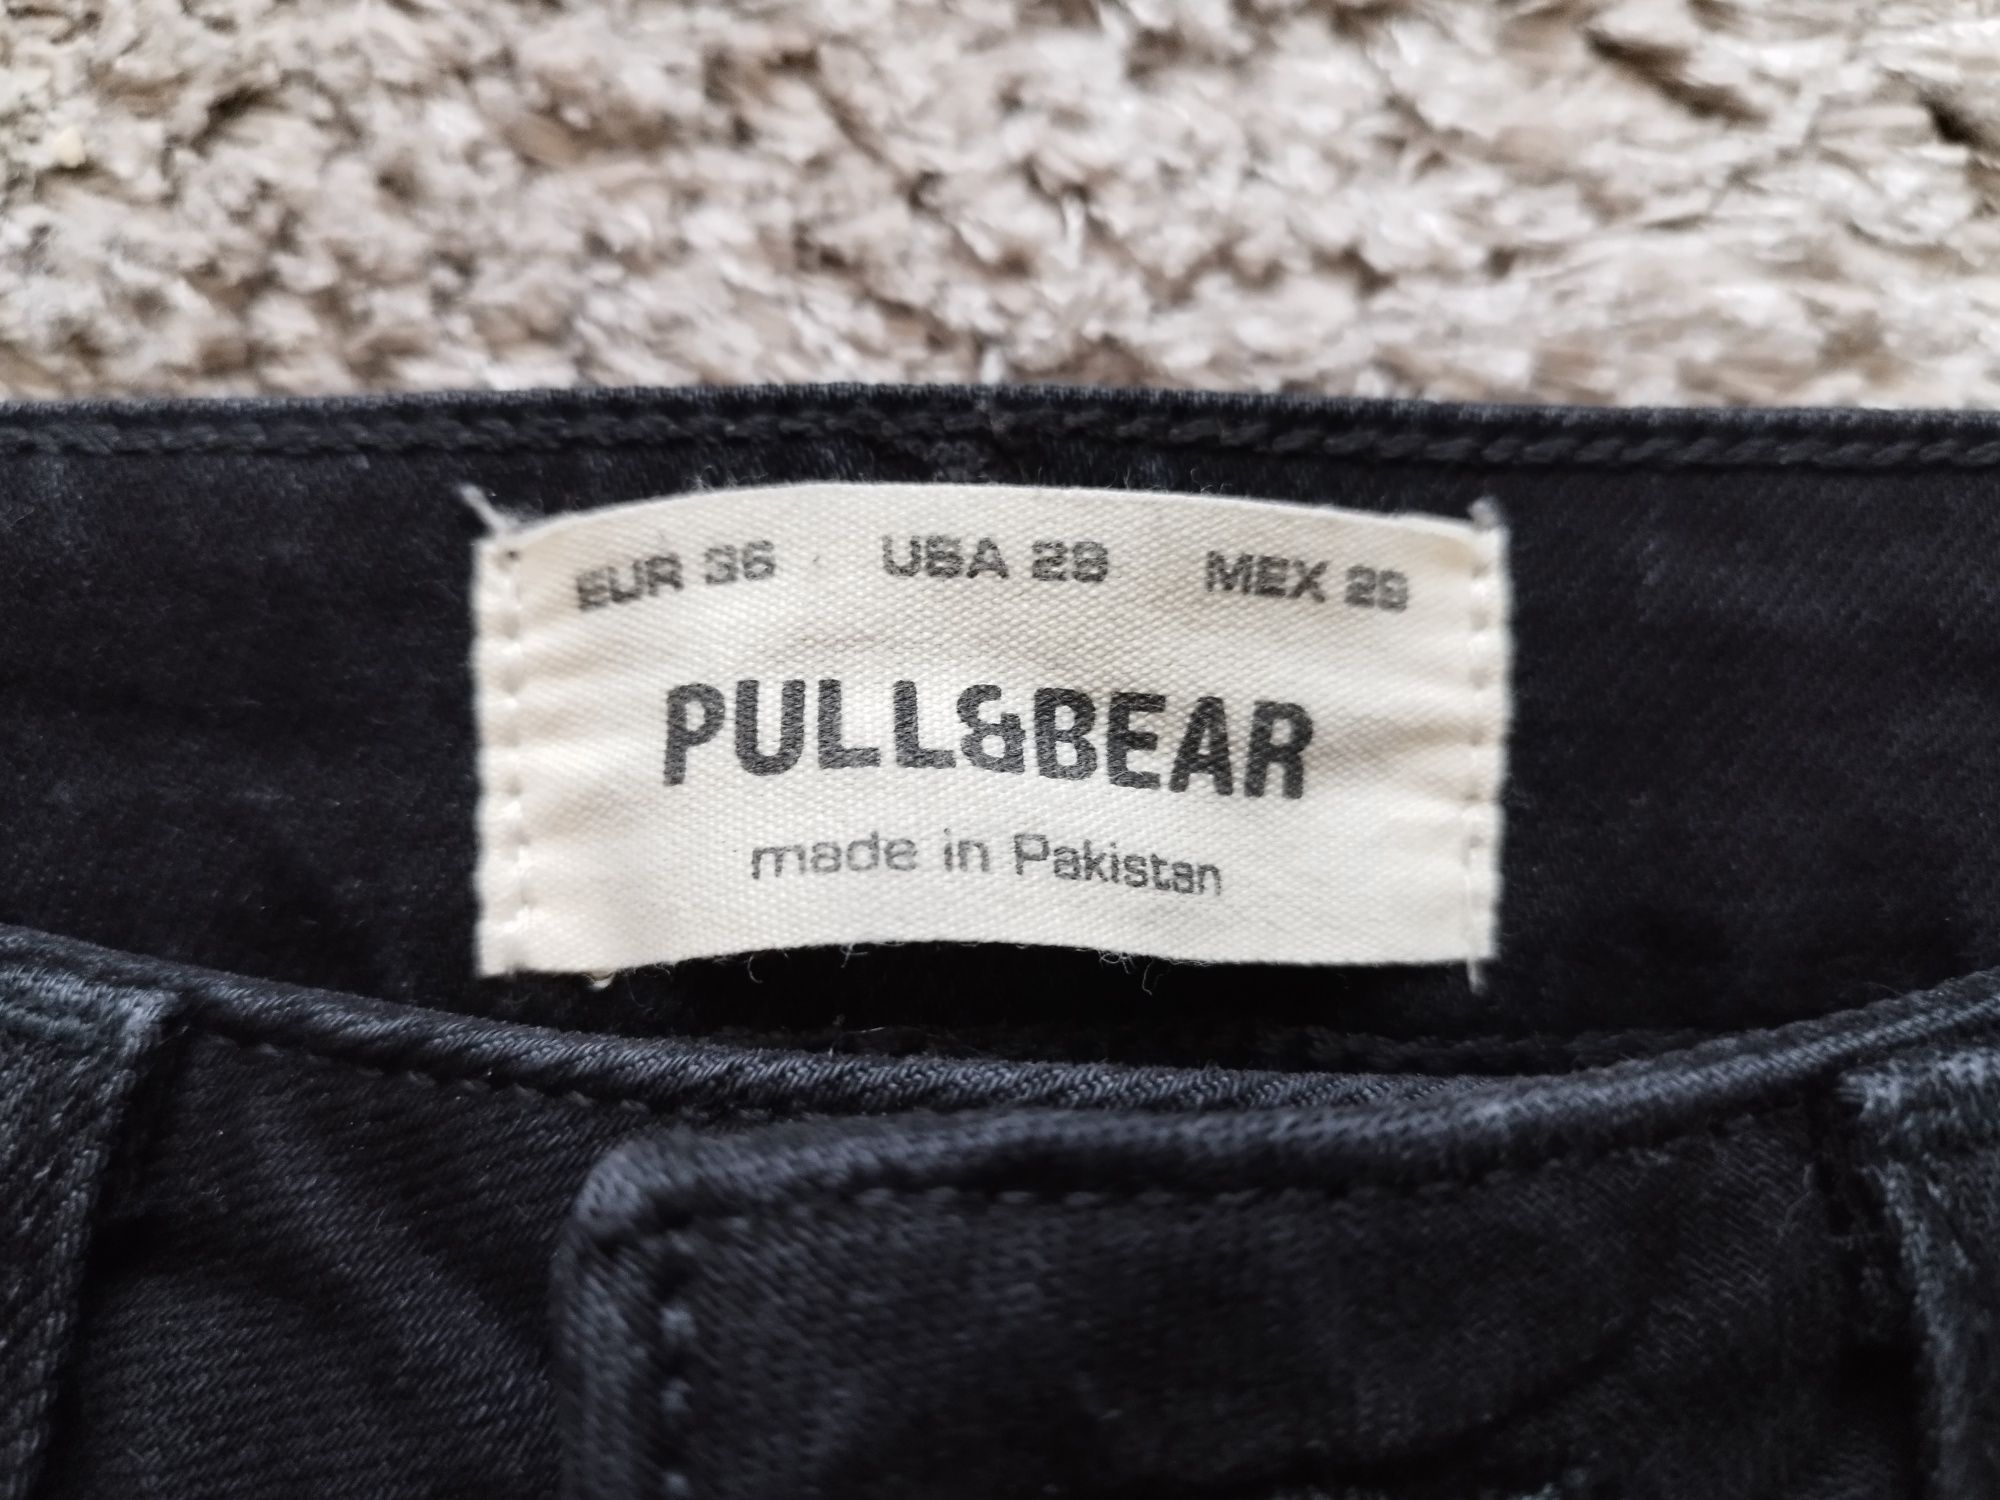 EUR 36 USA 28 MEX 28
PULL&BEAR
made in Pakistan